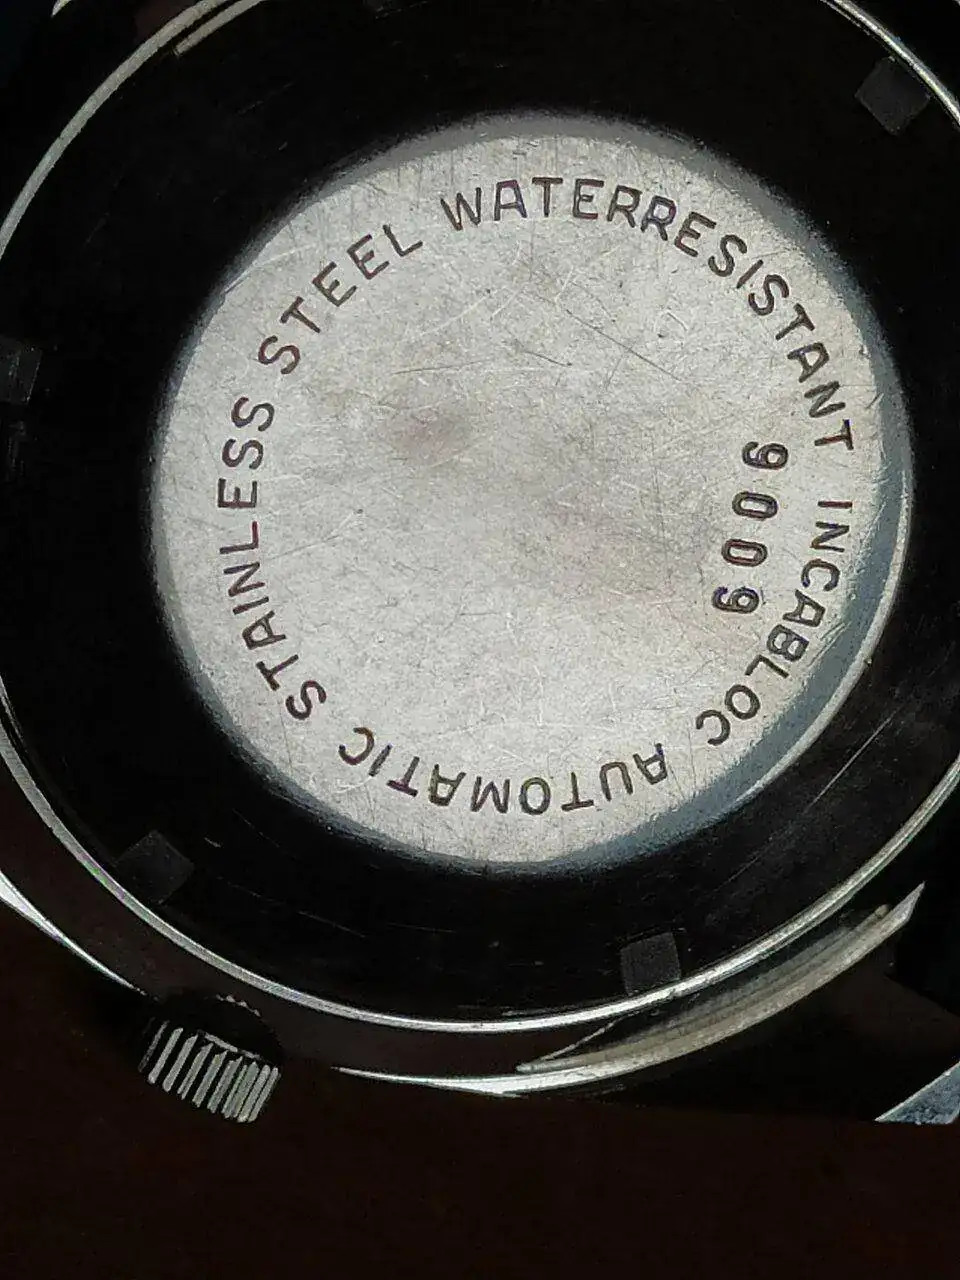 STAINLESS STEEL WATERRESISTANT INCABLOC AUTOMATIC
9009